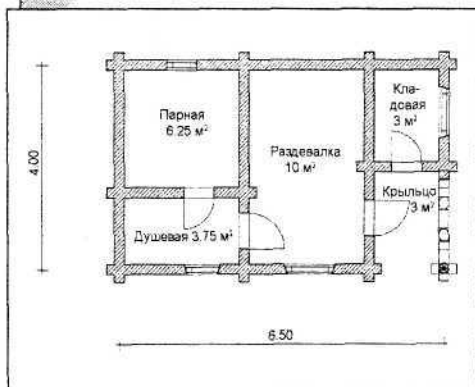 Парная
6.25 м²
Кла-
довая
3 м²
Раздевалка
10 м²
Крыльцо
3 м²
Душевая 3.75 м²
4.00
6.50